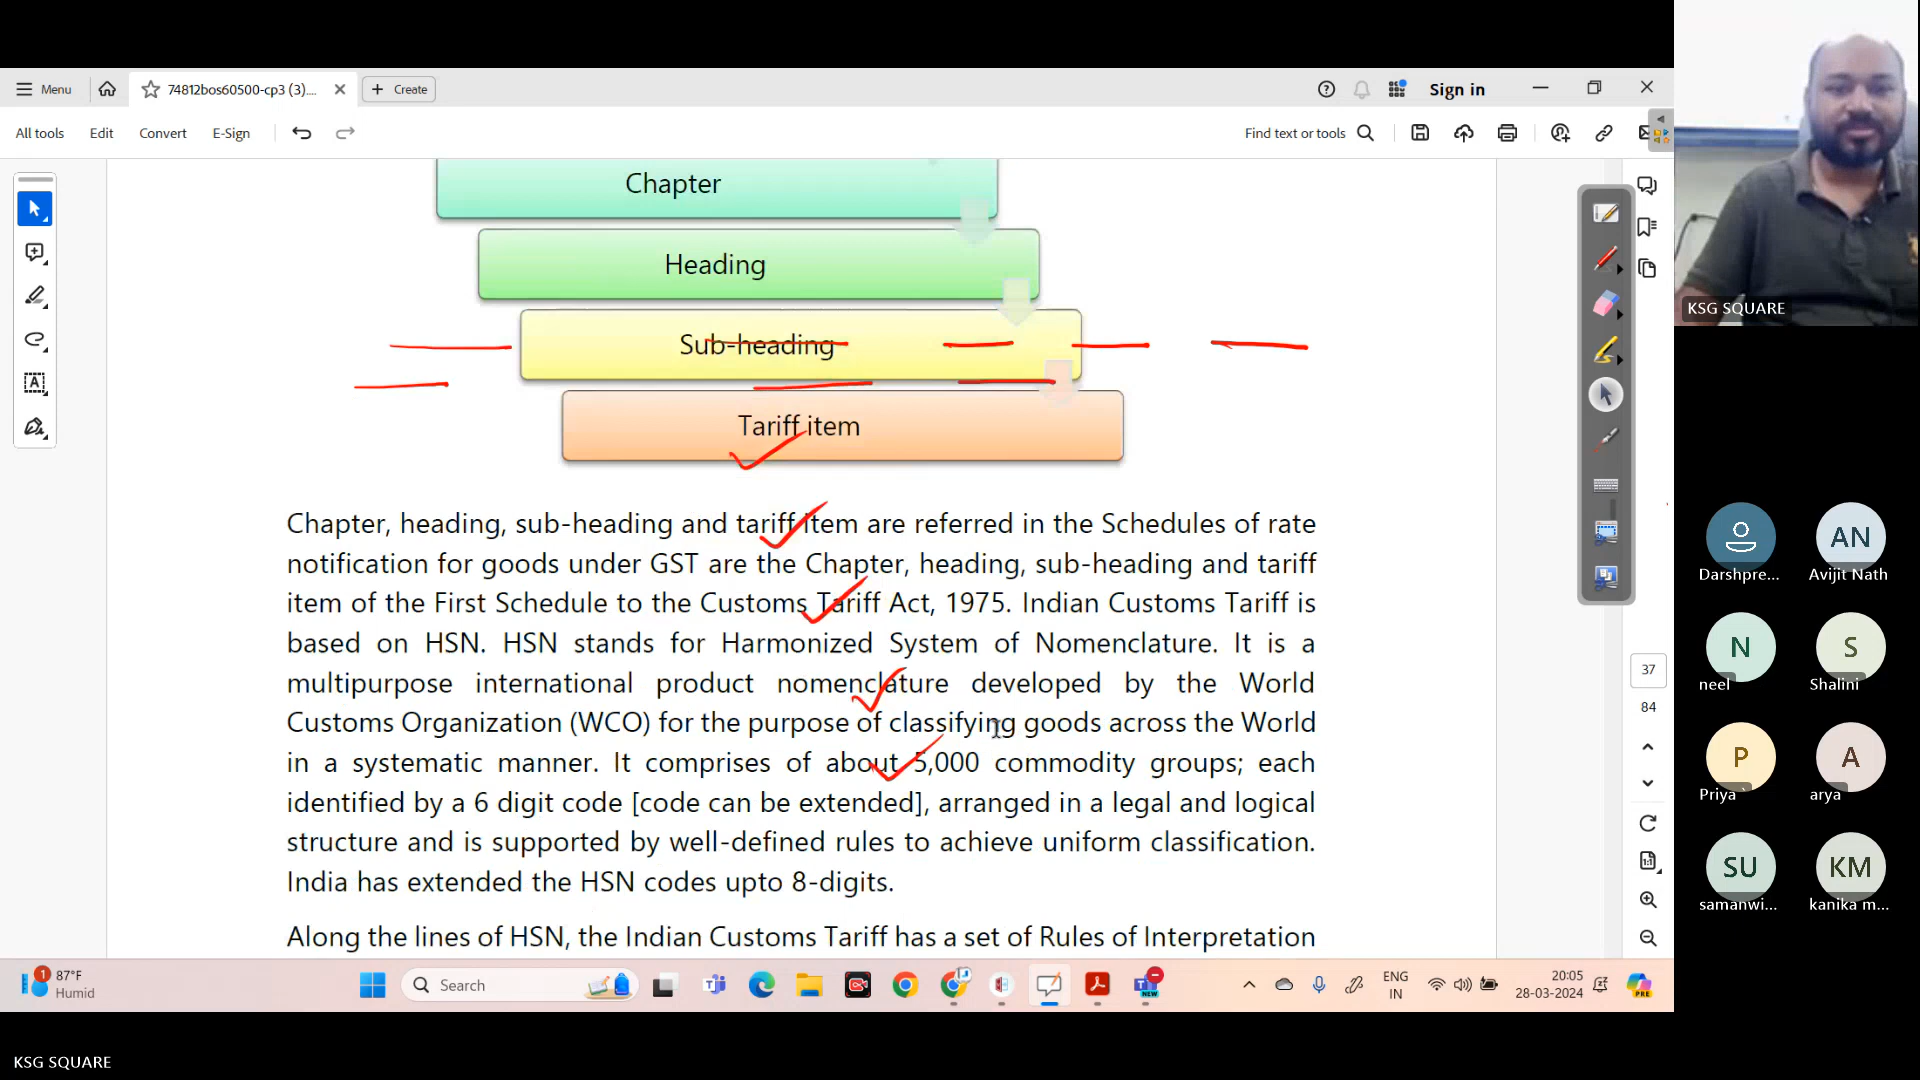 Menu
74812bos60500-cp3 (3)....
Create
Sign in
All tools
Edit
Convert
E-Sign
Find text or tools
Chapter
Heading
Sub-heading
Tariff item
Chapter, heading, sub-heading and tariff item are referred in the Schedules of rate
notification for goods under GST are the Chapter, heading, sub-heading and tariff
item of the First Schedule to the Customs Tariff Act, 1975. Indian Customs Tariff is
based on HSN. HSN stands for Harmonized System of Nomenclature. It is a
multipurpose international product nomenclature developed by the World
Customs Organization (WCO) for the purpose of classifying goods across the World
in a systematic manner. It comprises of about 5,000 commodity groups; each
identified by a 6 digit code [code can be extended], arranged in a legal and logical
structure and is supported by well-defined rules to achieve uniform classification.
India has extended the HSN codes upto 8-digits.
Along the lines of HSN, the Indian Customs Tariff has a set of Rules of Interpretation
37
84
1:1
KSG SQUARE
Darshpre...
AN
Avijit Nath
N
neel
S
Shalini
P
Priya `
A
arya
SU
samanwi...
KM
kanika m...
1
87°F
Humid
Search
NEW
ENG
IN
20:05
28-03-2024
PRE
KSG SQUARE